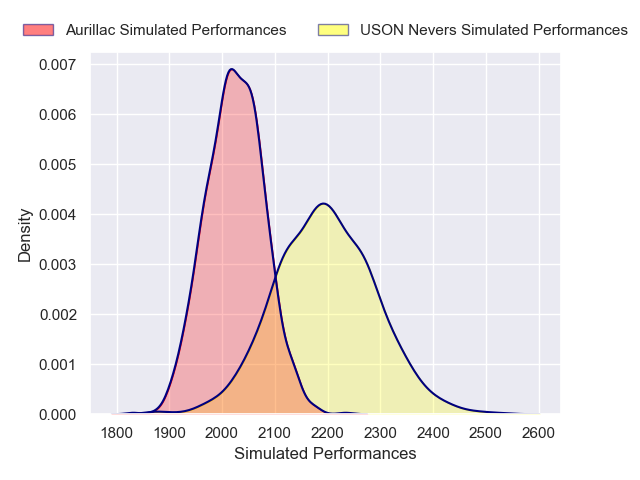 Aurillac Simulated Performances
USON Nevers Simulated Performances
Density
0.007
0.006
0.005
0.004
0.003
0.002
0.001
0.000
1800 1900 2000 2100 2200 2300 2400 2500 2600
Simulated Performances